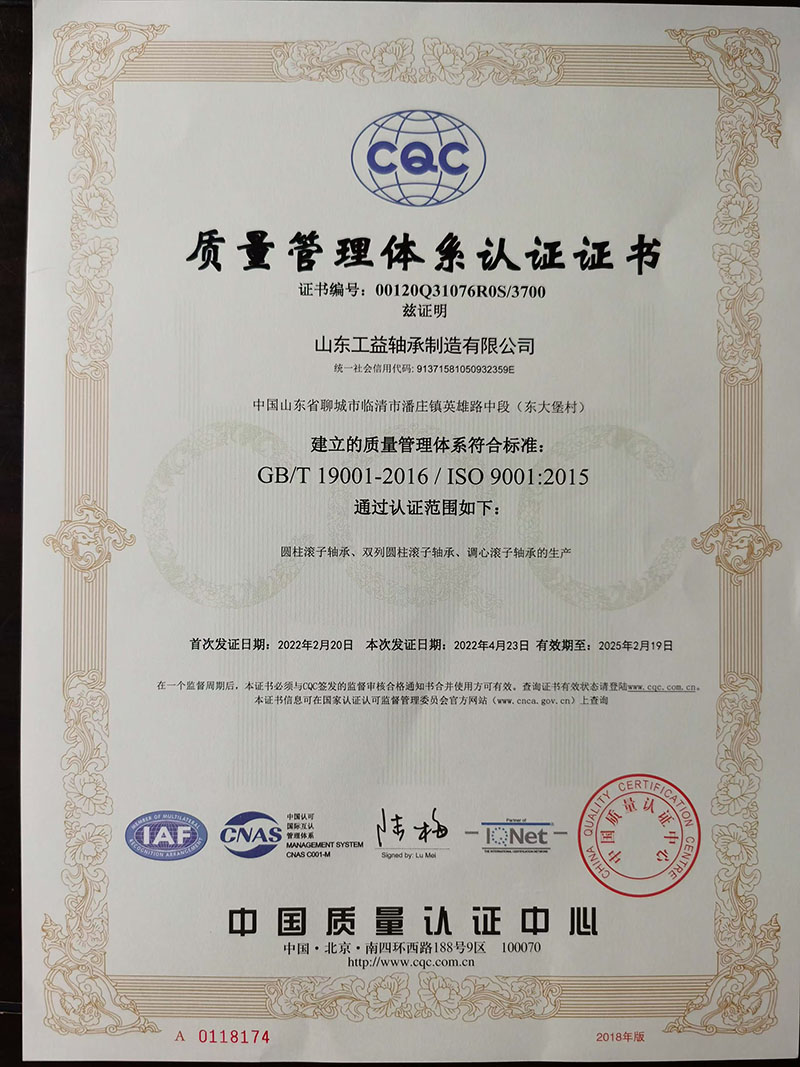 CQC
质量管理体系认证证书
证书编号：00120Q31076R0S/3700
兹证明
山东工益轴承制造有限公司
统一社会信用代码: 91371581050932359E
中国山东省聊城市临清市潘庄镇英雄路中段（东大堡村）
建立的质量管理体系符合标准：
GB/T 19001-2016 / ISO 9001:2015
通过认证范围如下：
圆柱滚子轴承、双列圆柱滚子轴承、调心滚子轴承的生产
首次发证日期：2022年2月20日 本次发证日期：2022年4月23日 有效期至：2025年2月19日
在一个监督周期后，本证书必须与CQC签发的监督审核合格通知书合并使用方可有效。查询证书有效状态请登陆www.cqc.com.cn。
本证书信息可在国家认证认可监督管理委员会官方网站（www.cnca.gov.cn）上查询
MEMBER OF MULTILATERAL
IAF
RECOGNITION ARRANGEMENT
CNAS
中国认可
国际互认
管理体系
MANAGEMENT SYSTEM
CNAS C001-M
陆梅
Signed by: Lu Mei
Partner of
IQNet
THE INTERNATIONAL CERTIFICATION NETWORK
CHINA QUALITY CERTIFICATION CENTRE
中国质量认证中心
中国质量认证中心
中国·北京·南四环西路188号9区 100070
http://www.cqc.com.cn
A 0118174
2018年版